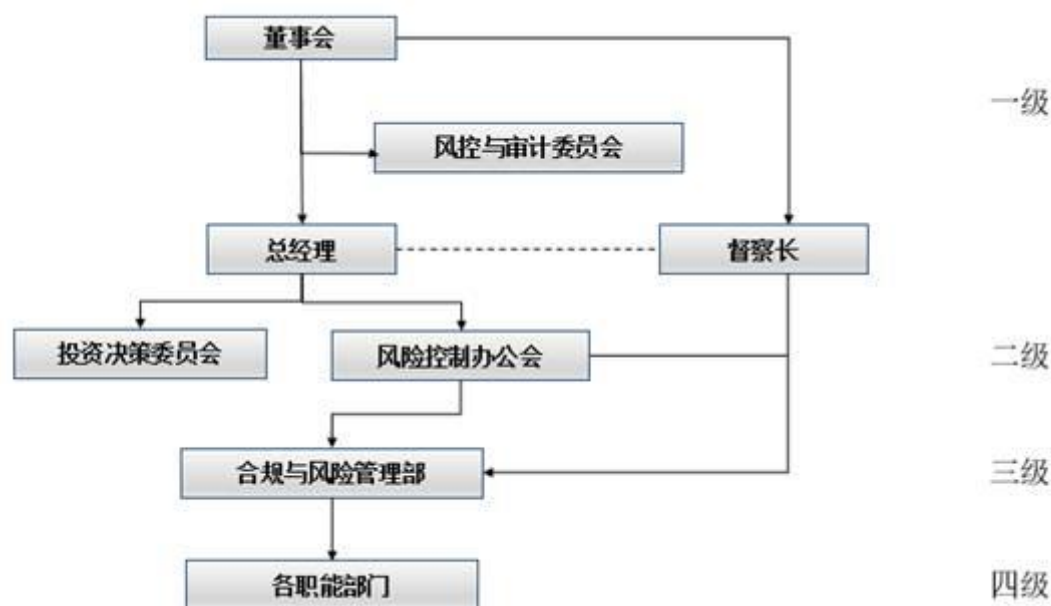 董事会
一级
风控与审计委员会
总经理
督察长
投资决策委员会
风险控制办公会
二级
合规与风险管理部
三级
各职能部门
四级